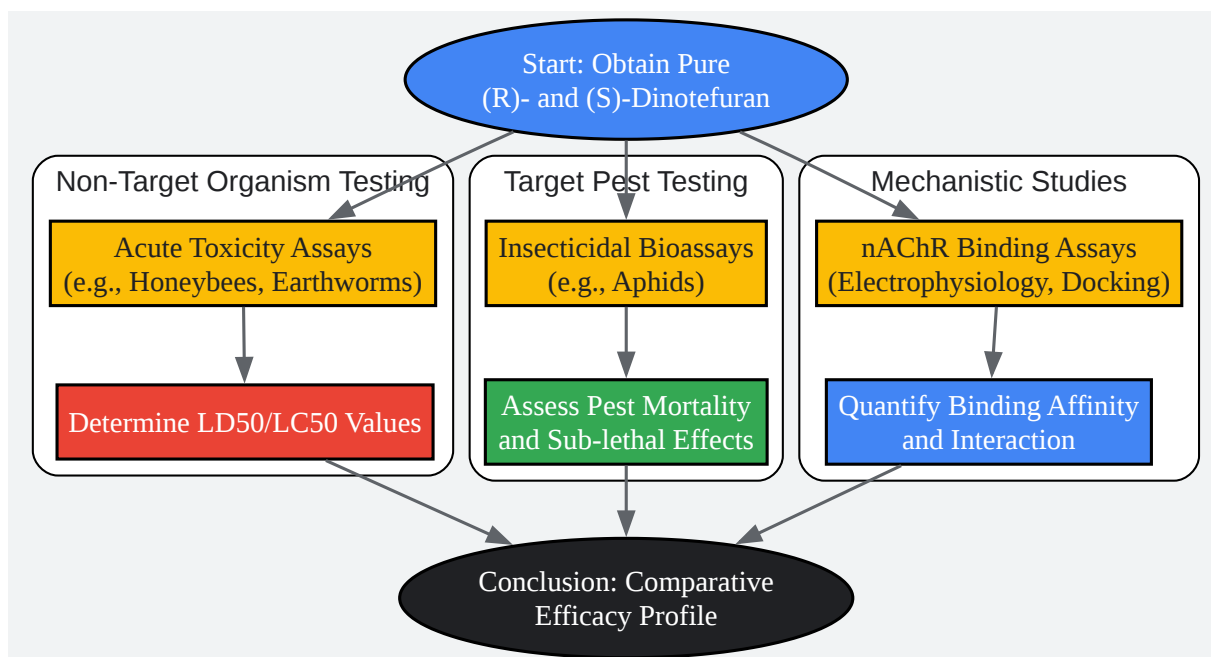 Start: Obtain Pure
(R)- and (S)-Dinotefuran
Non-Target Organism Testing
Acute Toxicity Assays
(e.g., Honeybees, Earthworms)
Determine LD50/LC50 Values
Target Pest Testing
Insecticidal Bioassays
(e.g., Aphids)
Assess Pest Mortality
and Sub-lethal Effects
Mechanistic Studies
nAChR Binding Assays
(Electrophysiology, Docking)
Quantify Binding Affinity
and Interaction
Conclusion: Comparative
Efficacy Profile